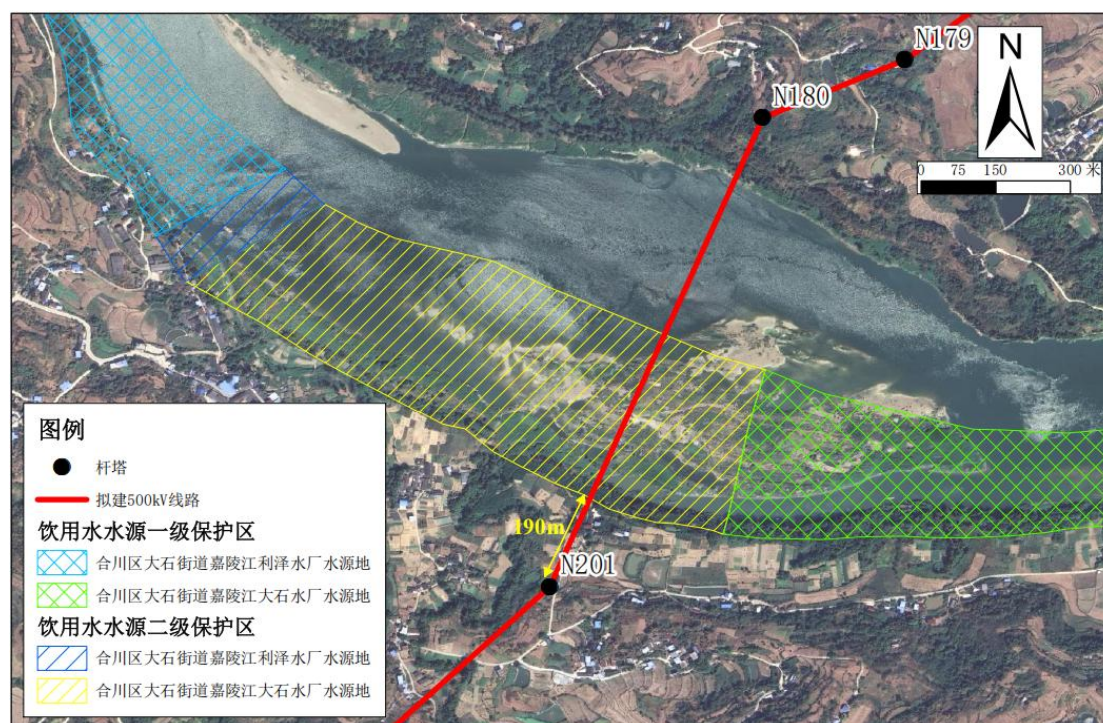 N179
N180
N
0 75 150 300 米
190m
N201
图例
杆塔
拟建500kV线路
饮用水水源一级保护区
合川区大石街道嘉陵江利泽水厂水源地
合川区大石街道嘉陵江大石水厂水源地
饮用水水源二级保护区
合川区大石街道嘉陵江利泽水厂水源地
合川区大石街道嘉陵江大石水厂水源地